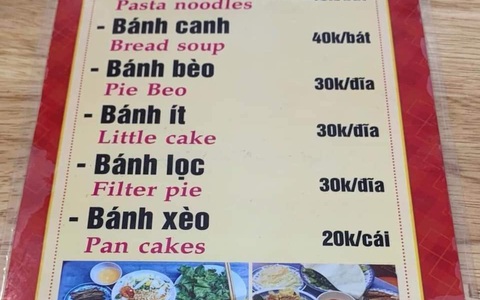 Pasta noodles
- Bánh canh 40k/bát
Bread soup
- Bánh bèo 30k/đĩa
Pie Beo
- Bánh ít 30k/đĩa
Little cake
- Bánh lọc 30k/đĩa
Filter pie
- Bánh xèo 20k/cái
Pan cakes